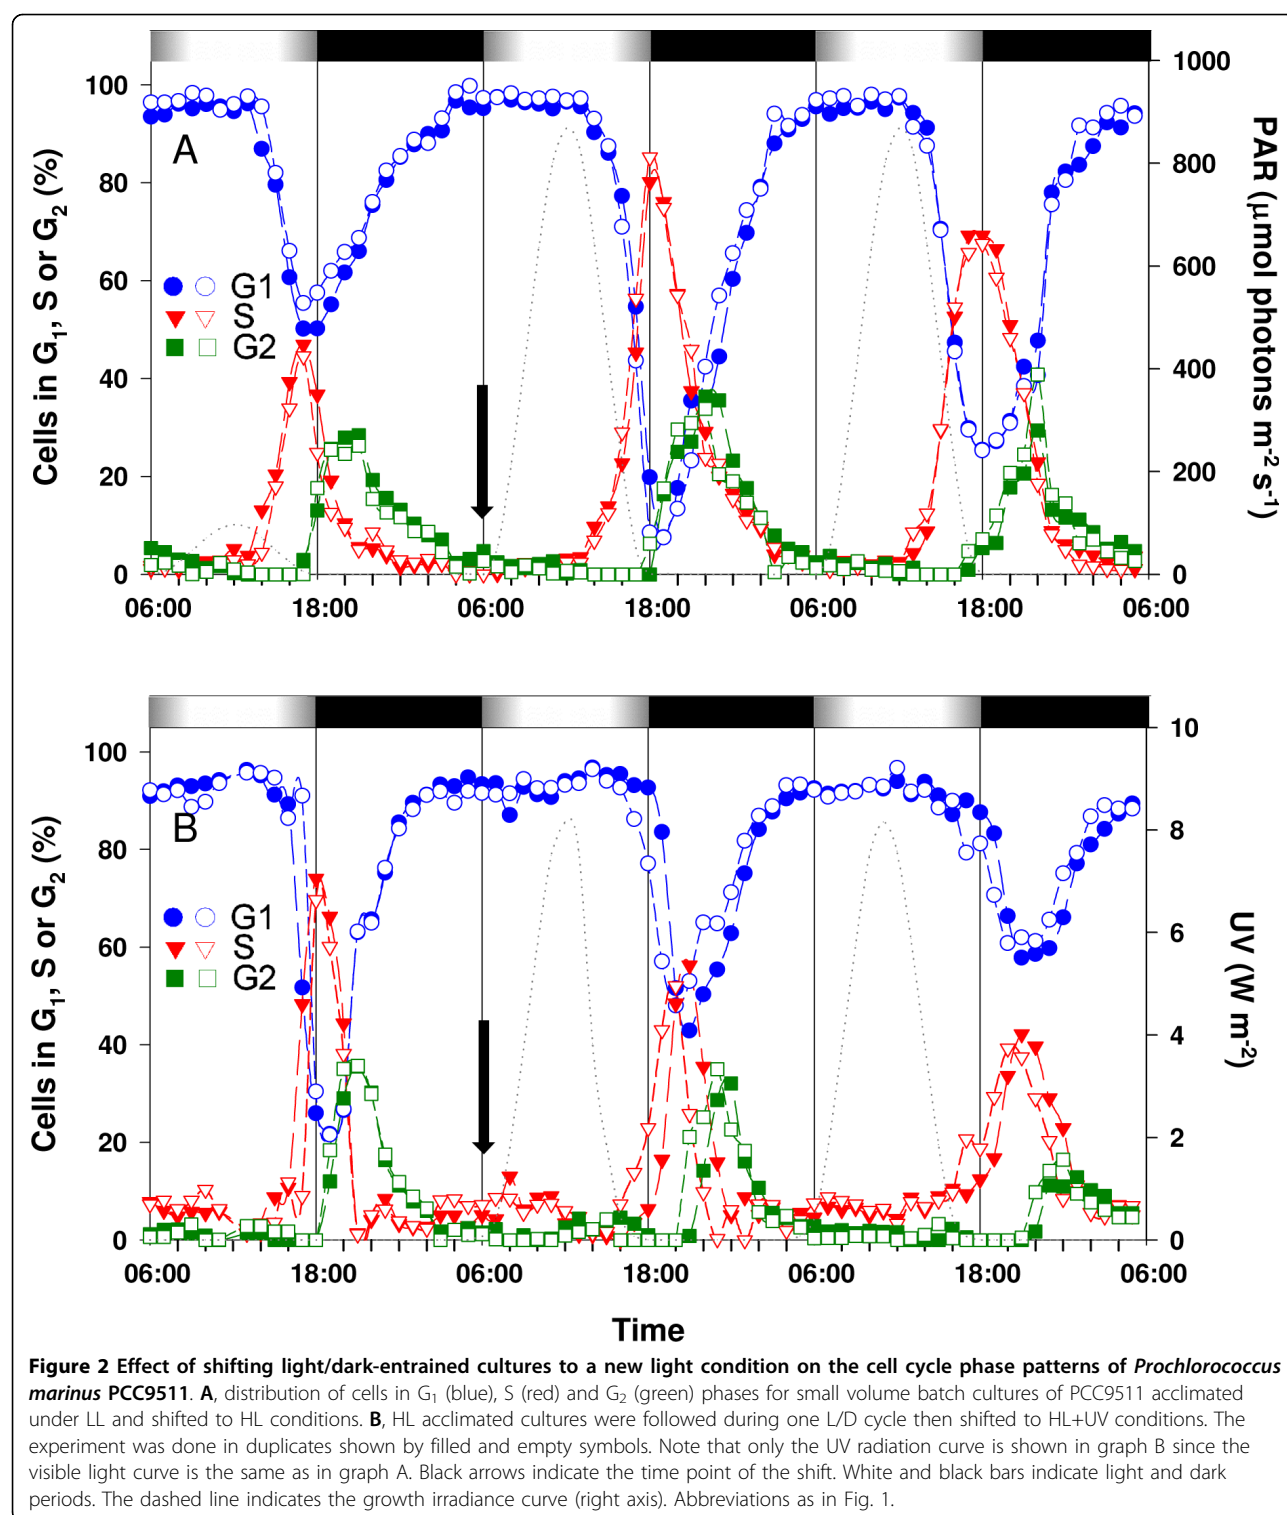 1000
100
A
PAR (μmol photons m-2 s-1)
Cells in G1, S or G2 (%)
80
800
60
600
G1
S
G2
40
400
20
200
0
0
06:00
18:00
06:00
18:00
06:00
18:00
06:00
10
100
B
UV (W m-2)
Cells in G1, S or G2 (%)
80
8
60
6
G1
S
G2
40
4
20
2
0
0
06:00
18:00
06:00
18:00
06:00
18:00
06:00
Time
Figure 2 Effect of shifting light/dark-entrained cultures to a new light condition on the cell cycle phase patterns of Prochlorococcus
marinus PCC9511. A, distribution of cells in G1 (blue), S (red) and G2 (green) phases for small volume batch cultures of PCC9511 acclimated
under LL and shifted to HL conditions. B, HL acclimated cultures were followed during one L/D cycle then shifted to HL+UV conditions. The
experiment was done in duplicates shown by filled and empty symbols. Note that only the UV radiation curve is shown in graph B since the
visible light curve is the same as in graph A. Black arrows indicate the time point of the shift. White and black bars indicate light and dark
periods. The dashed line indicates the growth irradiance curve (right axis). Abbreviations as in Fig. 1.